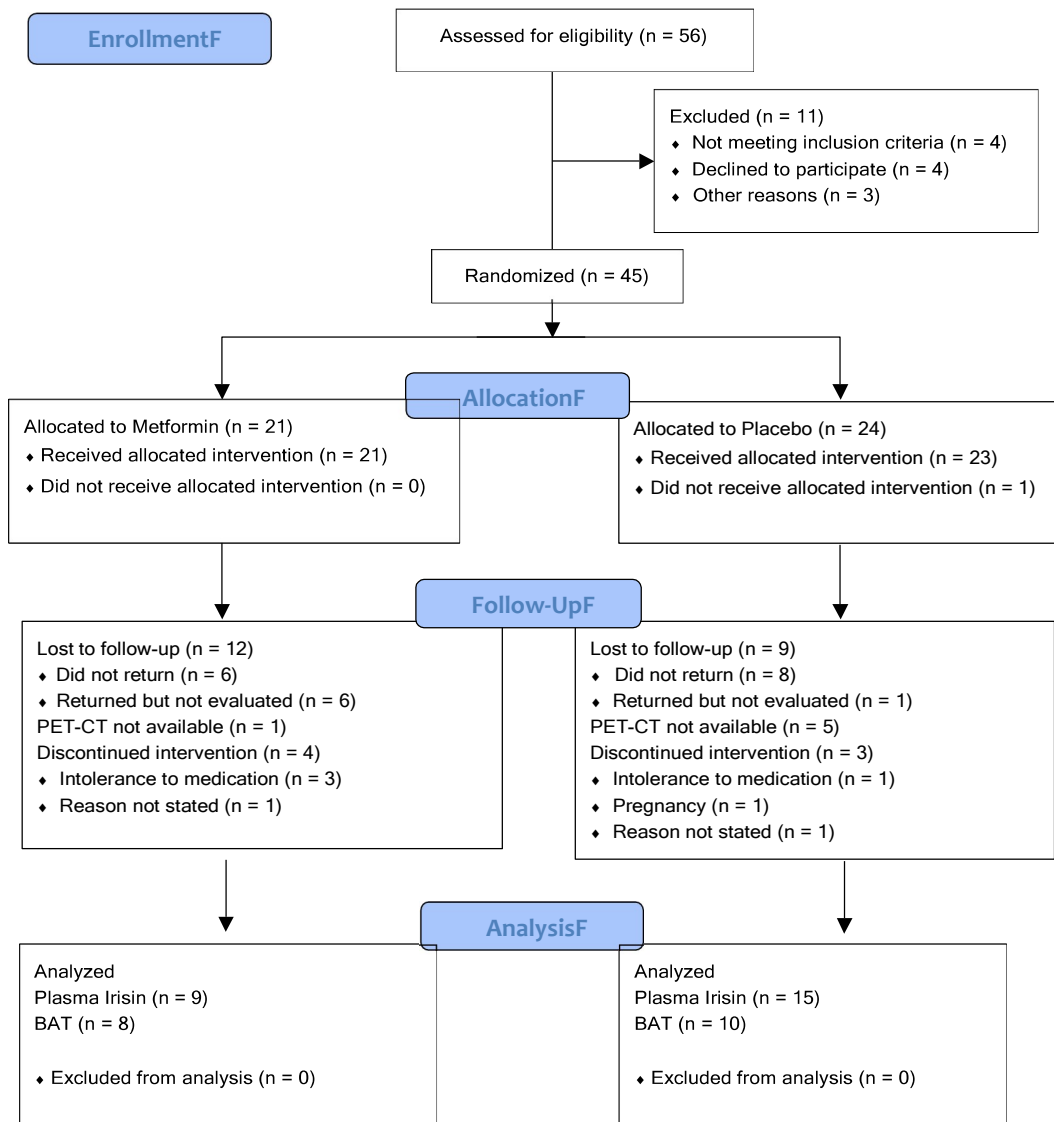 EnrollmentF
Assessed for eligibility (n = 56)
Excluded (n = 11)
♦ Not meeting inclusion criteria (n = 4)
♦ Declined to participate (n = 4)
♦ Other reasons (n = 3)
Randomized (n = 45)
AllocationF
Allocated to Metformin (n = 21)
♦ Received allocated intervention (n = 21)
♦ Did not receive allocated intervention (n = 0)
Allocated to Placebo (n = 24)
♦ Received allocated intervention (n = 23)
♦ Did not receive allocated intervention (n = 1)
Follow-UpF
Lost to follow-up (n = 12)
♦ Did not return (n = 6)
♦ Returned but not evaluated (n = 6)
PET-CT not available (n = 1)
Discontinued intervention (n = 4)
♦ Intolerance to medication (n = 3)
♦ Reason not stated (n = 1)
Lost to follow-up (n = 9)
♦ Did not return (n = 8)
♦ Returned but not evaluated (n = 1)
PET-CT not available (n = 5)
Discontinued intervention (n = 3)
♦ Intolerance to medication (n = 1)
♦ Pregnancy (n = 1)
♦ Reason not stated (n = 1)
AnalysisF
Analyzed
Plasma Irisin (n = 9)
BAT (n = 8)
♦ Excluded from analysis (n = 0)
Analyzed
Plasma Irisin (n = 15)
BAT (n = 10)
♦ Excluded from analysis (n = 0)